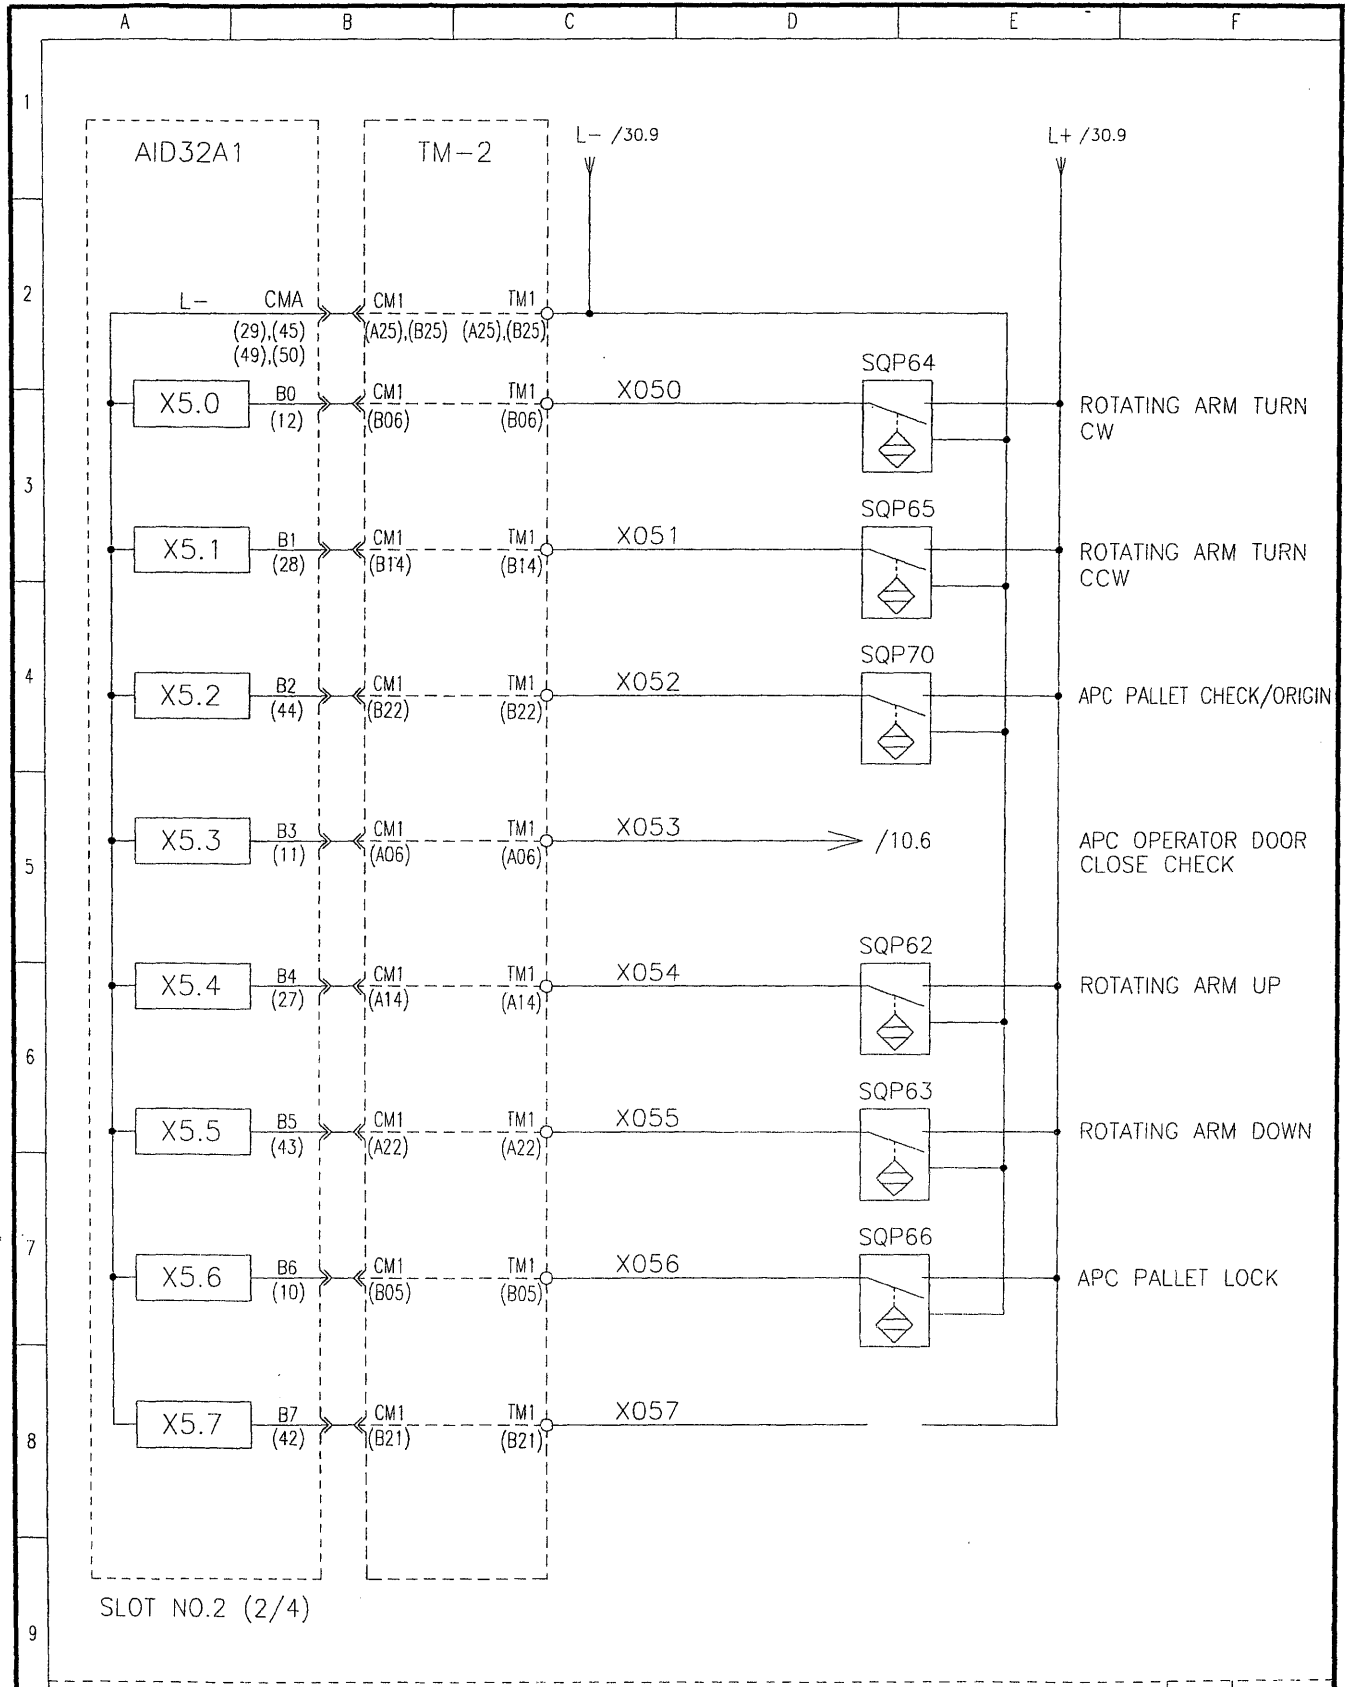 A B C D E F
1
AID32A1 TM-2 L- /30.9 L+ /30.9
2
L- CMA CM1 TM1
(29),(45) (A25),(B25) (A25),(B25)
(49),(50)
SQP64
X5.0 B0 CM1 TM1 X050 ROTATING ARM TURN
(12) (B06) (B06) CW
3
SQP65
X5.1 B1 CM1 TM1 X051 ROTATING ARM TURN
(28) (B14) (B14) CCW
SQP70
4
X5.2 B2 CM1 TM1 X052 APC PALLET CHECK/ORIGIN
(44) (B22) (B22)
X5.3 B3 CM1 TM1 X053 /10.6 APC OPERATOR DOOR
(11) (A06) (A06) CLOSE CHECK
5
SQP62
X5.4 B4 CM1 TM1 X054 ROTATING ARM UP
(27) (A14) (A14)
6
SQP63
X5.5 B5 CM1 TM1 X055 ROTATING ARM DOWN
(43) (A22) (A22)
SQP66
7
X5.6 B6 CM1 TM1 X056 APC PALLET LOCK
(10) (B05) (B05)
X5.7 B7 CM1 TM1 X057
(42) (B21) (B21)
8
SLOT NO.2 (2/4)
9